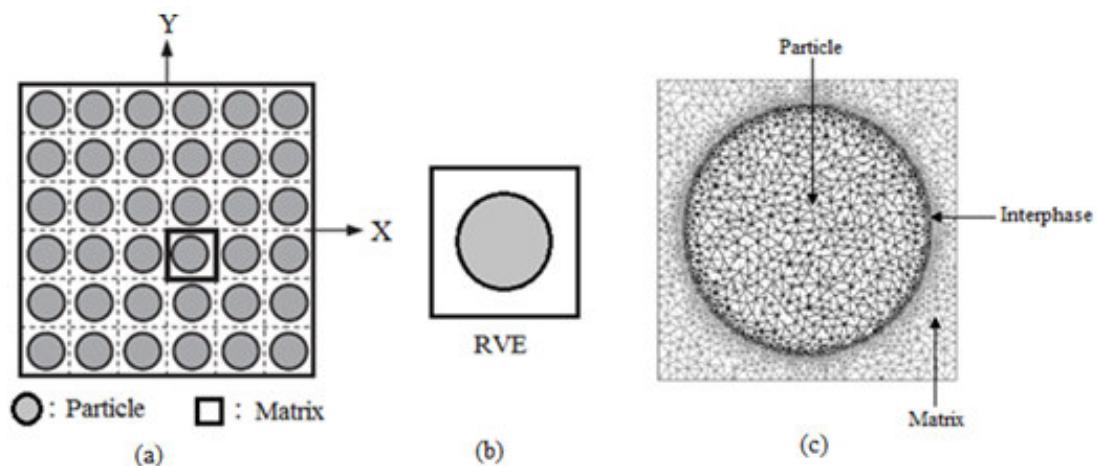 Y
X
: Particle
: Matrix
(a)
RVE
(b)
Particle
Interphase
Matrix
(c)